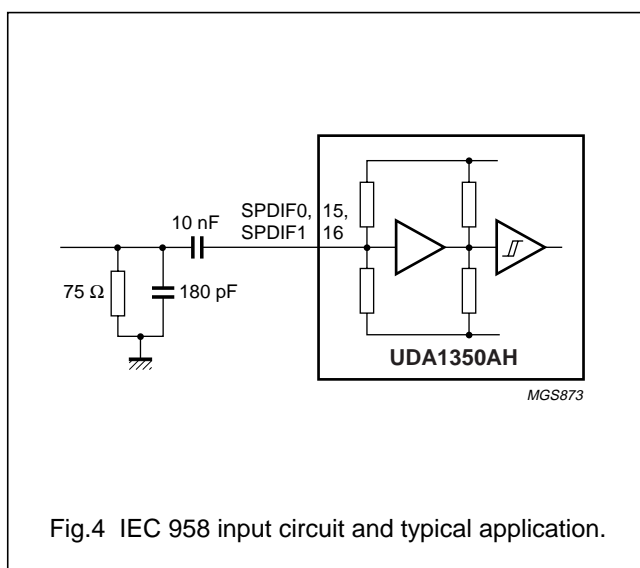 10 nF
SPDIF0, 15,
SPDIF1 16
75 Ω
180 pF
UDA1350AH
MGS873
Fig.4 IEC 958 input circuit and typical application.